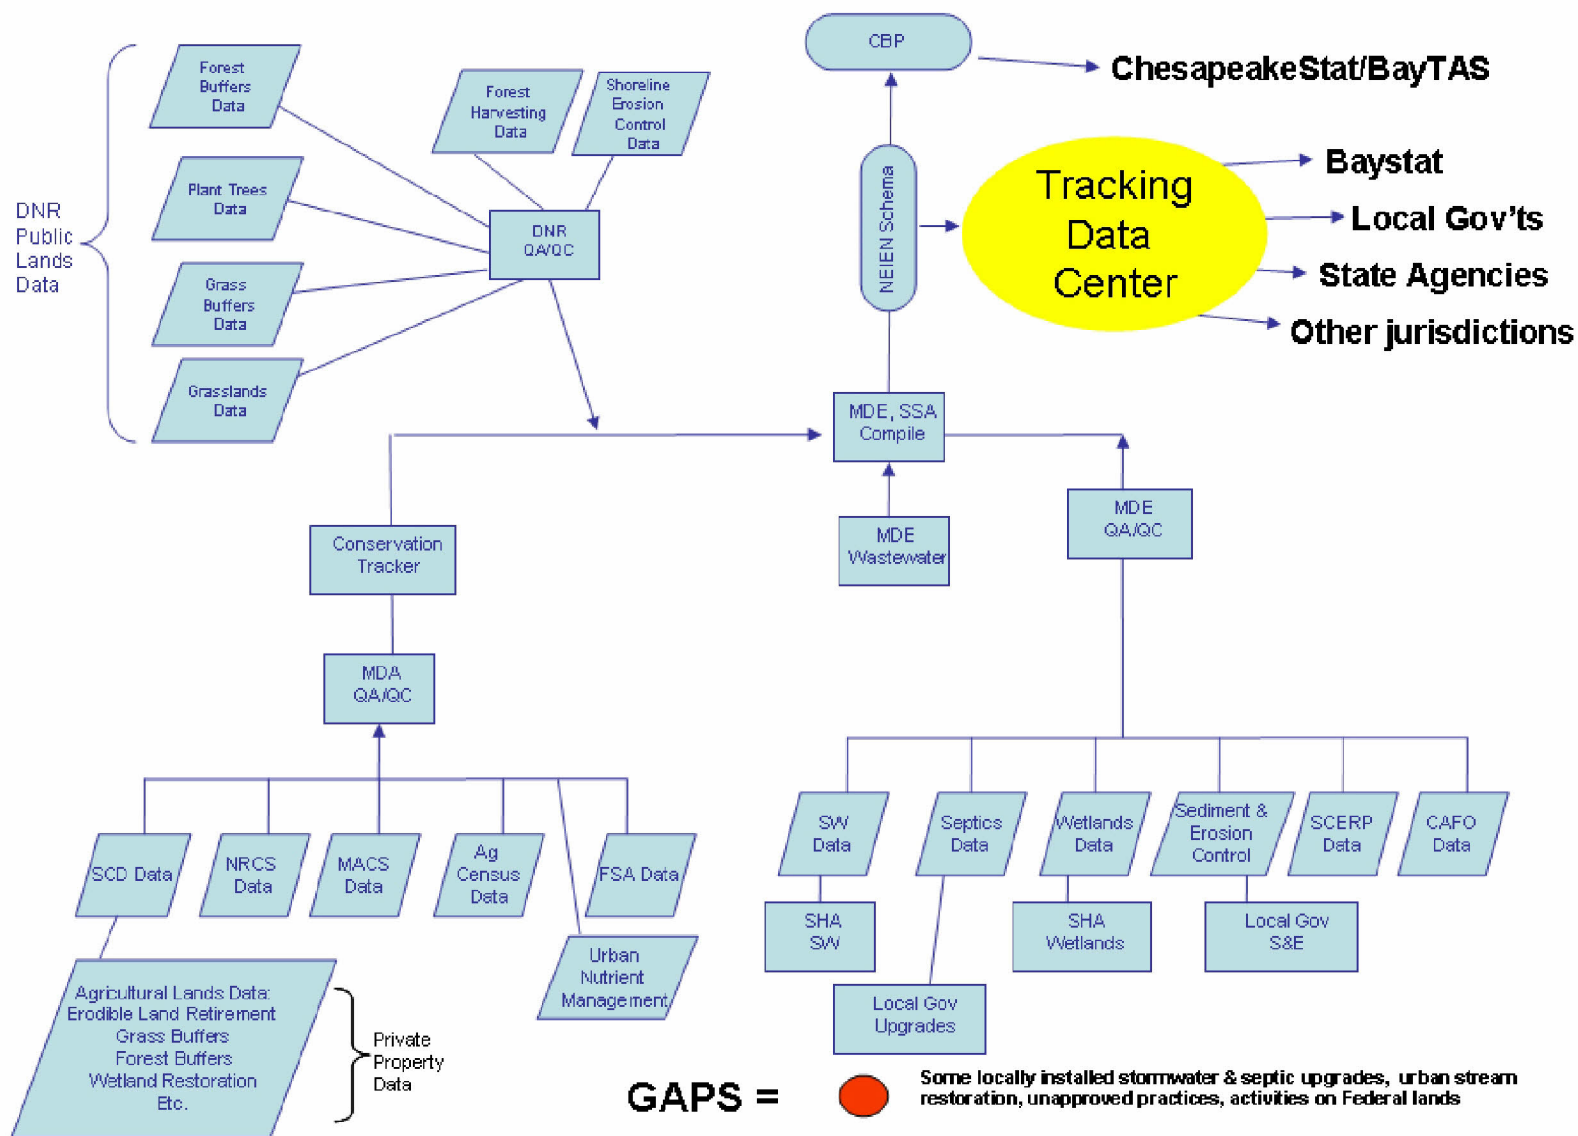 CBP
ChesapeakeStat/BayTAS
Forest
Buffers
Data
Forest
Harvesting
Data
Shoreline
Erosion
Control
Data
Plant Trees
Data
DNR
Public
Lands
Data
DNR
QA/QC
Grass
Buffers
Data
Grasslands
Data
NEIEN Schema
Tracking
Data
Center
Baystat
Local Gov'ts
State Agencies
Other jurisdictions
MDE, SSA
Compile
Conservation
Tracker
MDE
Wastewater
MDE
QA/QC
MDA
QA/QC
SCD Data
NRCS
Data
MACS
Data
Ag
Census
Data
FSA Data
Urban
Nutrient
Management
Agricultural Lands Data:
Erodible Land Retirement
Grass Buffers
Forest Buffers
Wetland Restoration
Etc.
Private
Property
Data
SW
Data
Septics
Data
Wetlands
Data
Sediment &
Erosion
Control
SCERP
Data
CAFO
Data
SHA
SW
Local Gov
Upgrades
SHA
Wetlands
Local Gov
S&E
GAPS =
Some locally installed stormwater & septic upgrades, urban stream
restoration, unapproved practices, activities on Federal lands